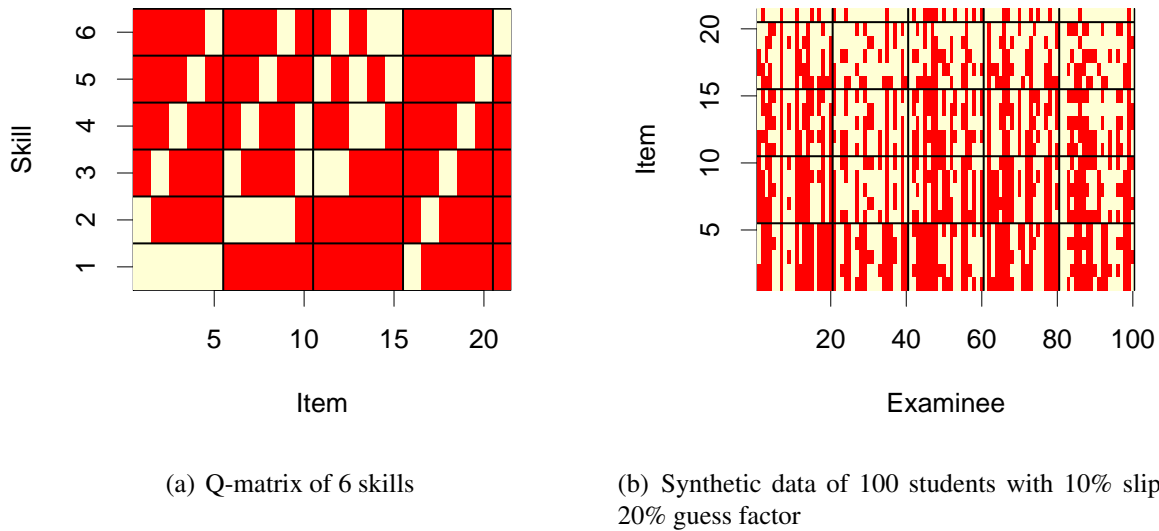 6
5
4
3
2
1
Skill
5 10 15 20
Item
20
15
10
5
Item
20 40 60 80 100
Examinee
(a) Q-matrix of 6 skills
(b) Synthetic data of 100 students with 10% slip
20% guess factor